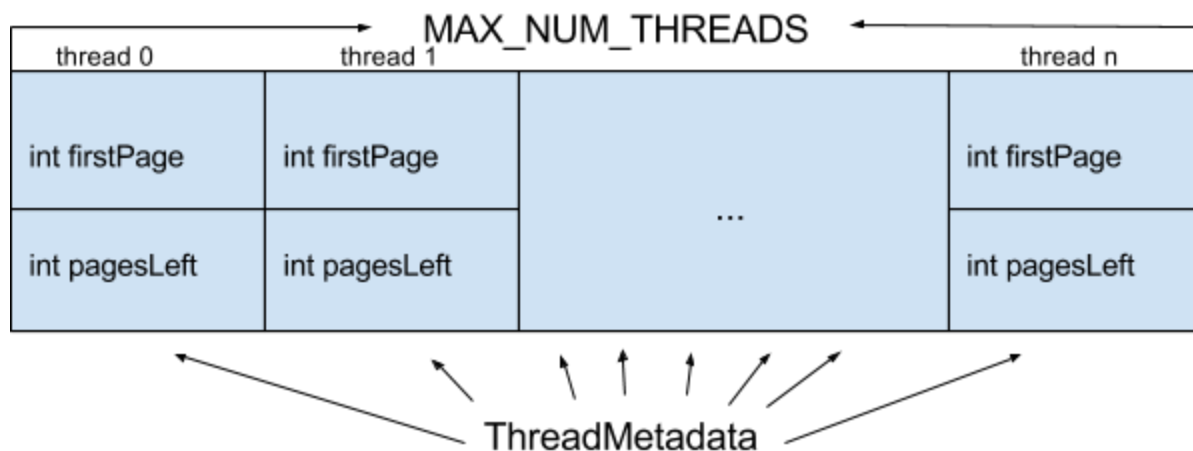 MAX_NUM_THREADS
thread 0 thread 1 thread n
int firstPage int firstPage int firstPage
...
int pagesLeft int pagesLeft int pagesLeft
ThreadMetadata